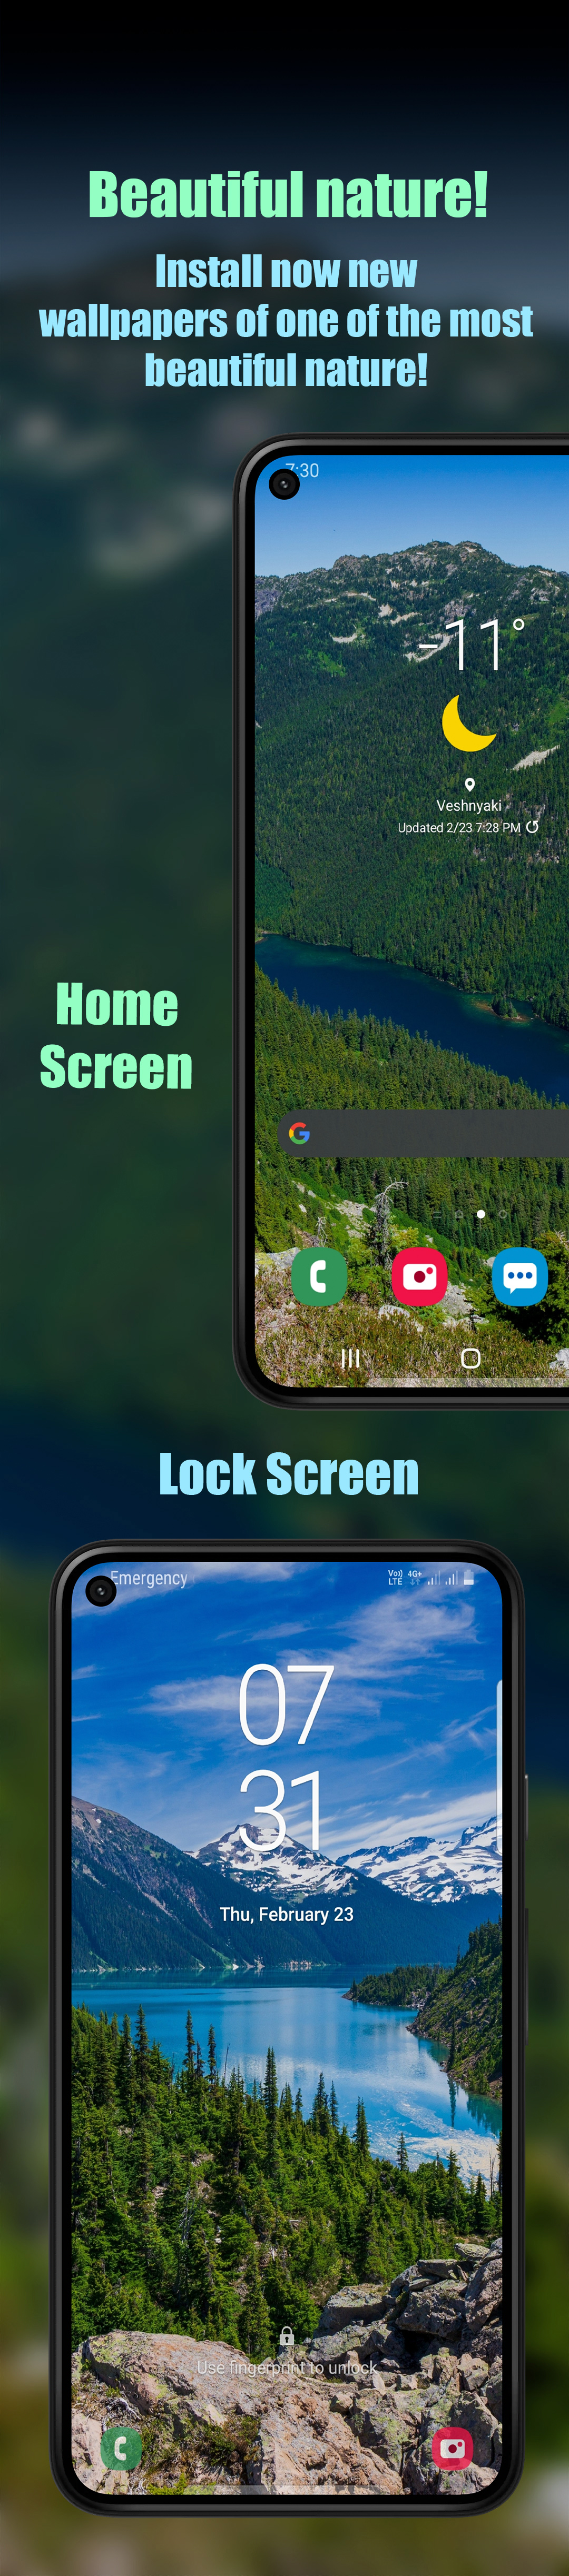 Beautiful nature!
Install now new
wallpapers of one of the most
beautiful nature!
7:30
-11°
Veshnyaki
Updated 2/23 7:28 PM
Home
Screen
G
Lock Screen
Emergency
Vo)) 4G+
LTE
07
31
Thu, February 23
Use fingerprint to unlock